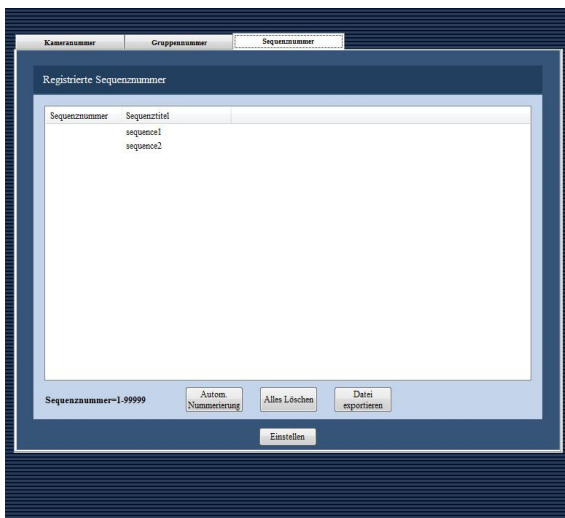 Kameranummer Gruppennummer Sequenznummer
Registrierte Sequenznummer
Sequenznummer Sequenztitel
sequence1
sequence2
Sequenznummer=1-99999
Autom.
Nummerierung
Alles Löschen
Datei
exportieren
Einstellen